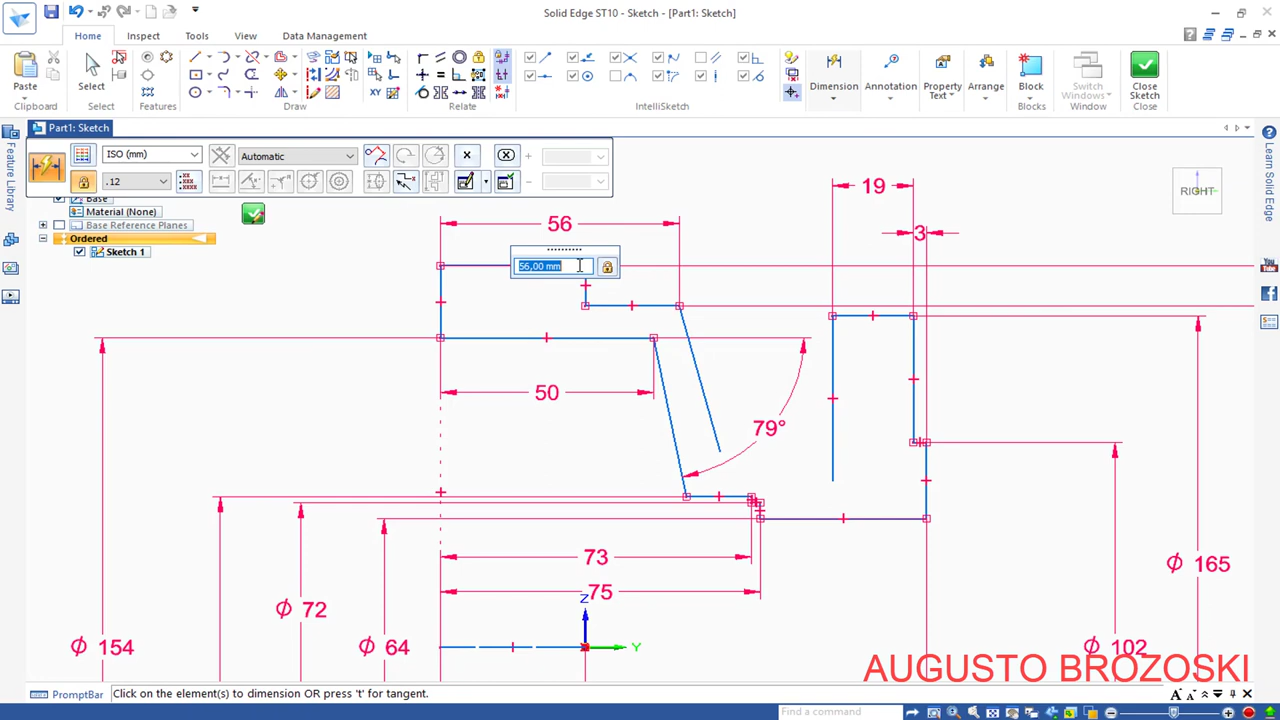 Solid Edge ST10 - Sketch - [Part1: Sketch]
Home Inspect Tools View Data Management
Paste
Select
Dimension
Annotation
Property Text
Arrange
Block
Switch Windows
Close Sketch
Clipboard Select Features Draw Relate IntelliSketch Blocks Window Close
Part1: Sketch
ISO (mm)
Automatic
.12
Base
Material (None)
Base Reference Planes
Ordered
Sketch 1
Feature Library
Learn Solid Edge
You Tube
RIGHT
56
19
3
56,00 mm
50
79°
73
75
Z
Y
Ø 165
Ø 72
Ø 154
Ø 64
Ø 102
AUGUSTO BROZOSKI
PromptBar
Click on the element(s) to dimension OR press 't' for tangent.
Find a command